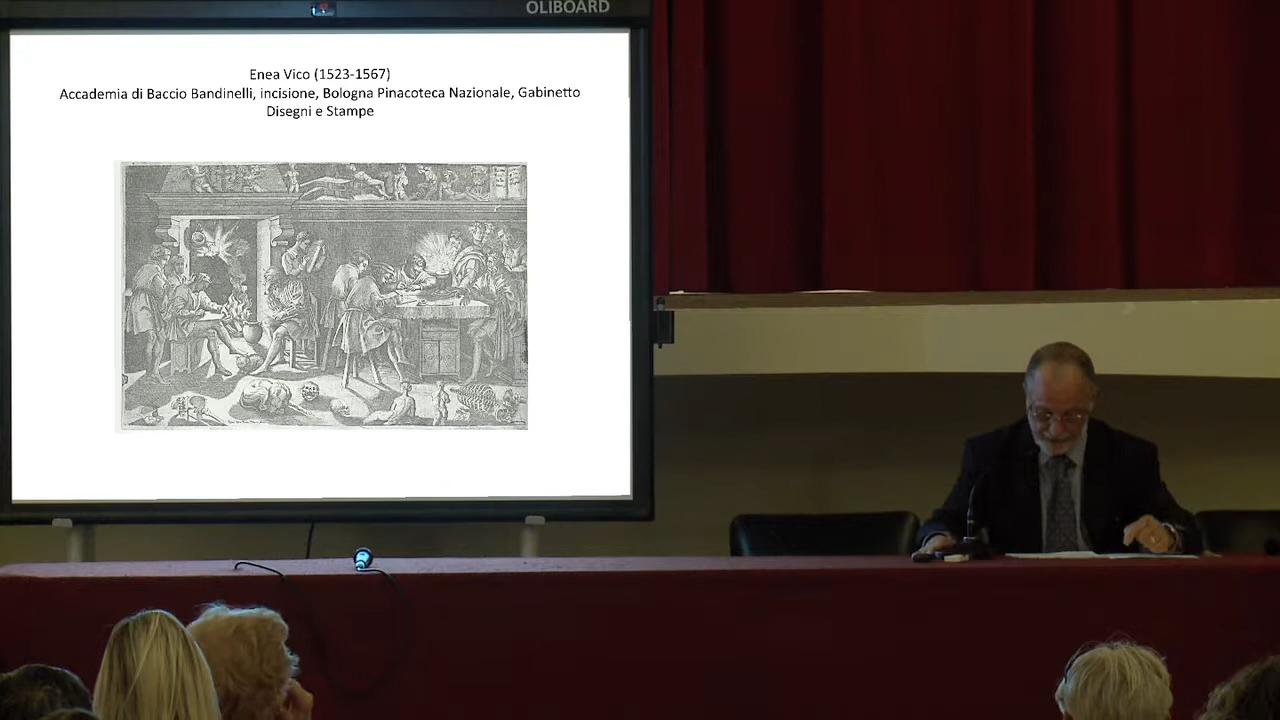 OLIBOARD
Enea Vico (1523-1567)
Accademia di Baccio Bandinelli, incisione, Bologna Pinacoteca Nazionale, Gabinetto
Disegni e Stampe